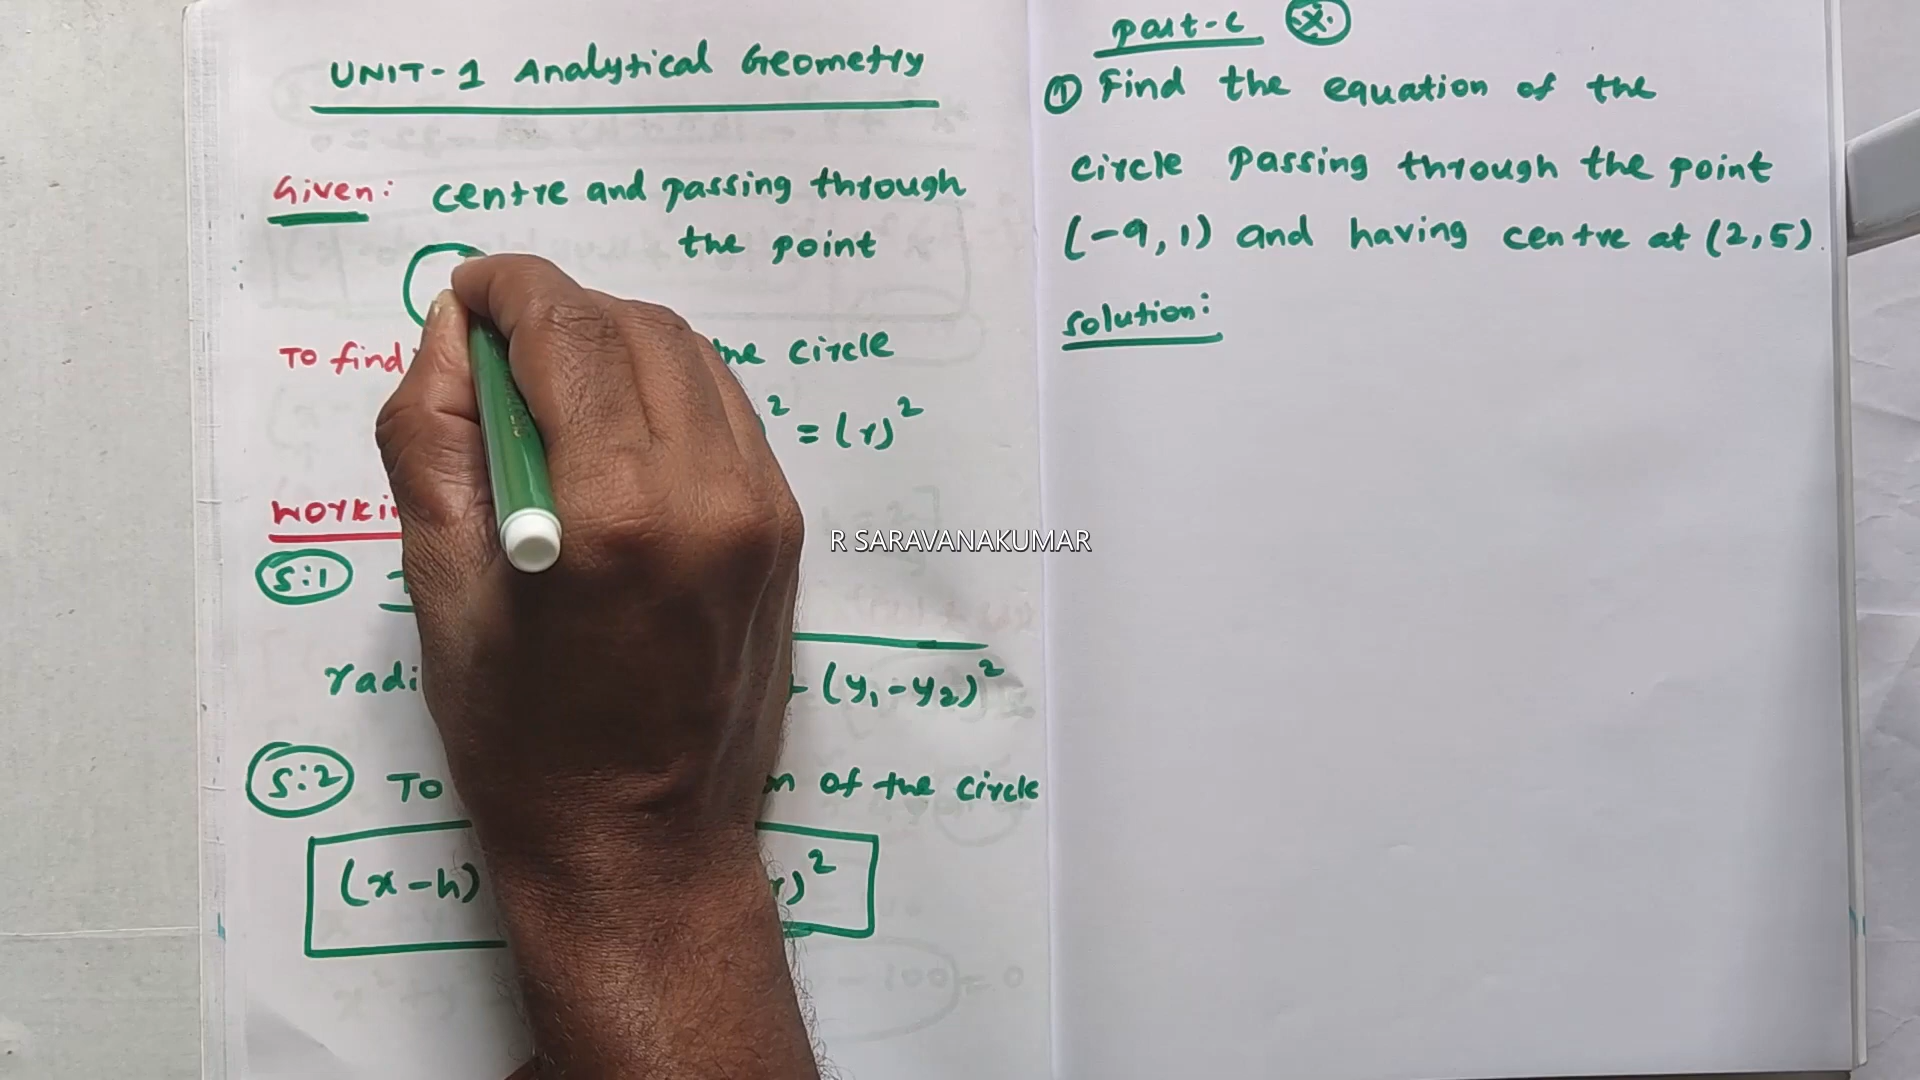 UNIT-1 Analytical Geometry
Given: centre and passing through
the point
To find the circle
² = (r)²
S:1
(y₁-y₂)²
S:2 To of the circle
(x-h) )²
Part-C (X)
① Find the equation of the
circle passing through the point
(-9,1) and having centre at (2,5).
Solution:
R SARAVANAKUMAR